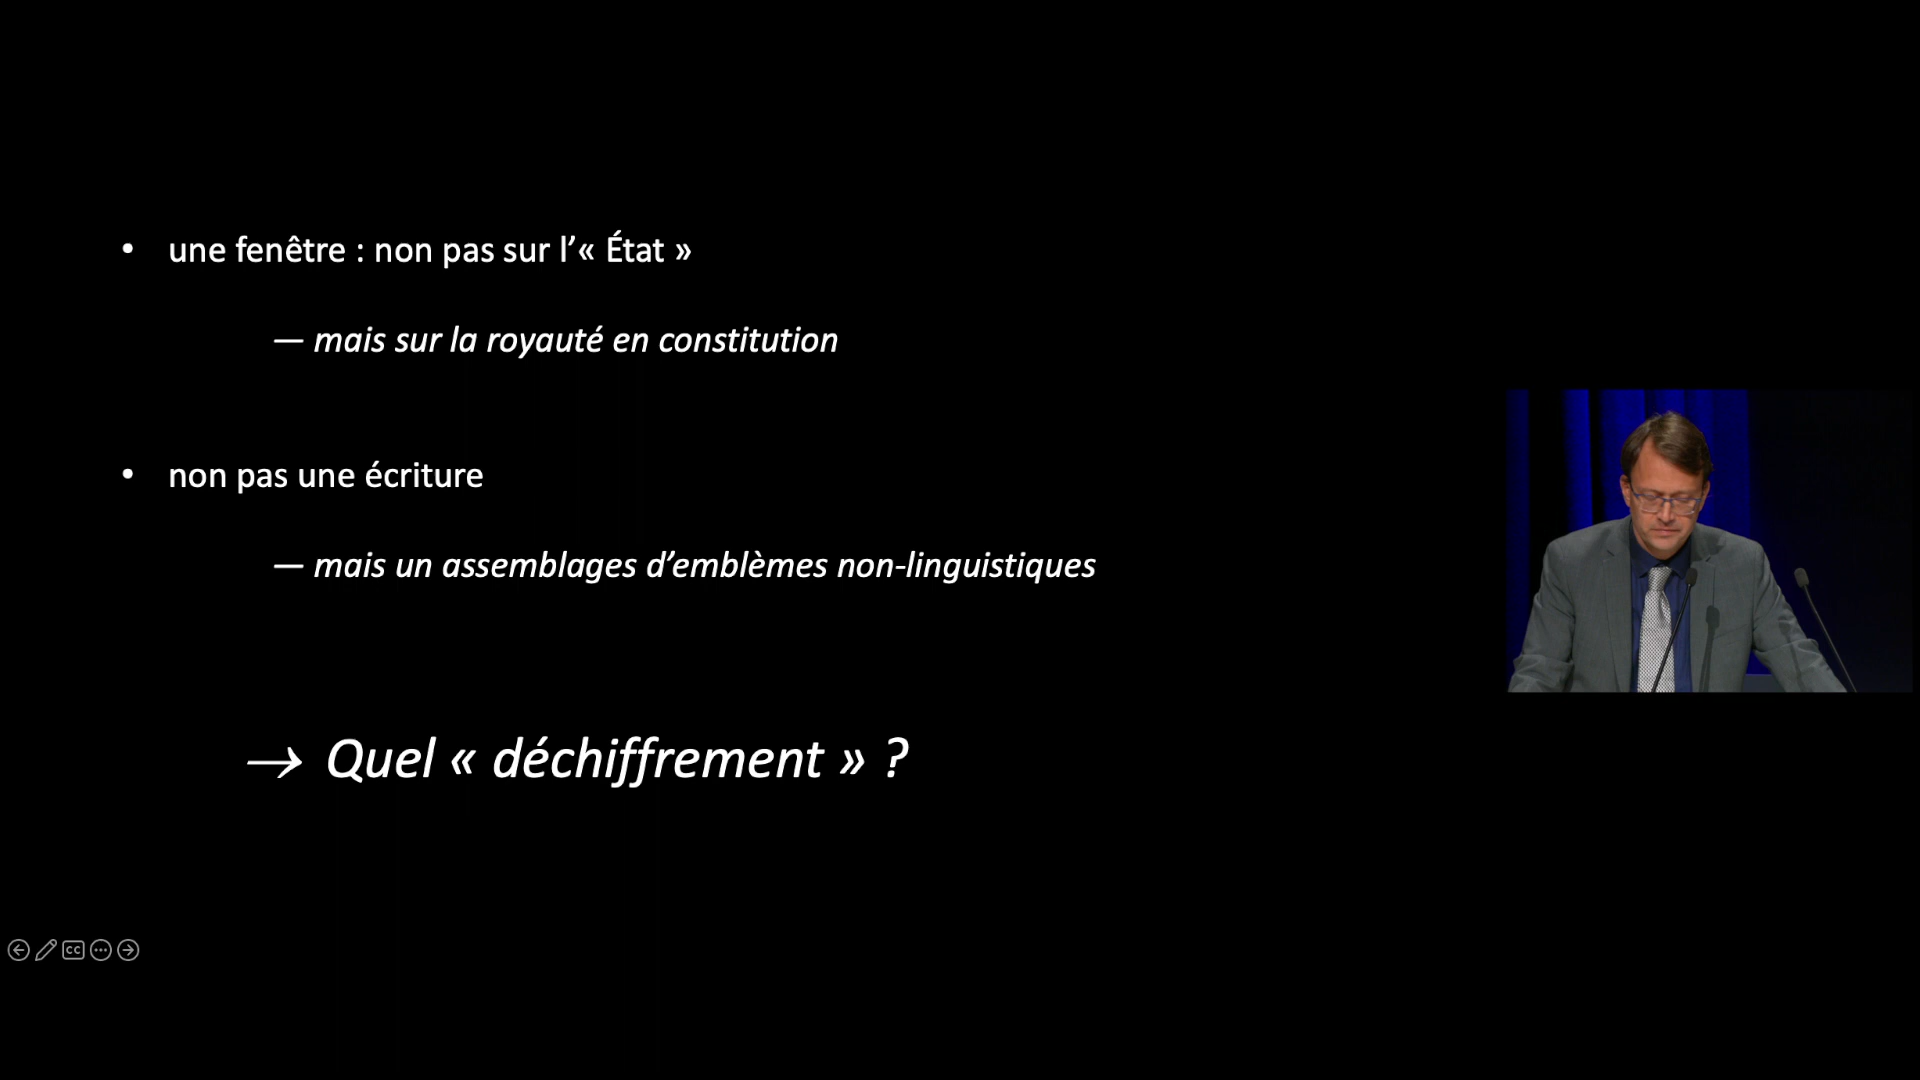 • une fenêtre : non pas sur l’« État »
— mais sur la royauté en constitution
• non pas une écriture
— mais un assemblages d’emblèmes non-linguistiques
→ Quel « déchiffrement » ?
CC